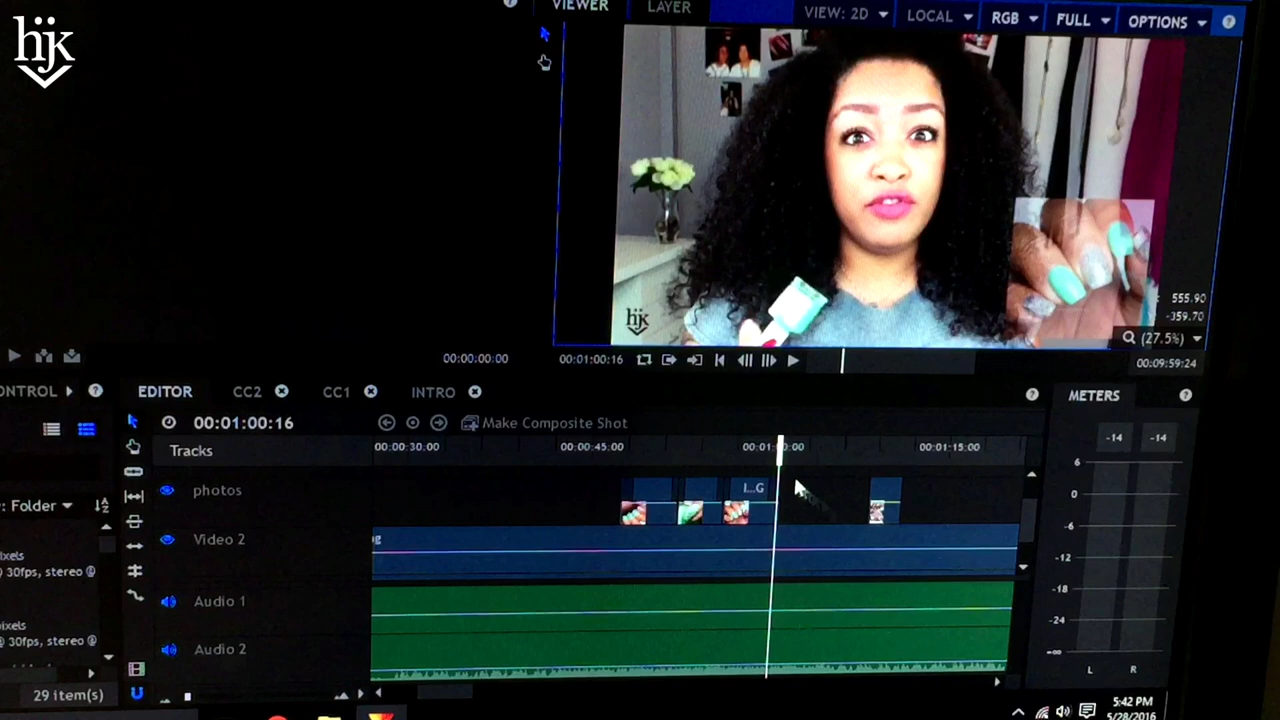 hjk
VIEWER
LAYER
VIEW: 2D
LOCAL
RGB
FULL
OPTIONS
?
hjk
555.90
-359.70
(27.5%)
00:00:00:00
00:01:00:16
00:09:59:24
ONTROL
?
EDITOR
CC2
CC1
INTRO
?
METERS
?
00:01:00:16
Make Composite Shot
-14
-14
Tracks
00:00:30:00
00:00:45:00
00:01:00:00
00:01:15:00
6
0
-6
-12
-18
-24
-∞
L
R
photos
I...G
Video 2
g
Audio 1
Audio 2
: Folder
ixels
30fps, stereo
ixels
30fps, stereo
29 item(s)
5:42 PM
5/28/2016